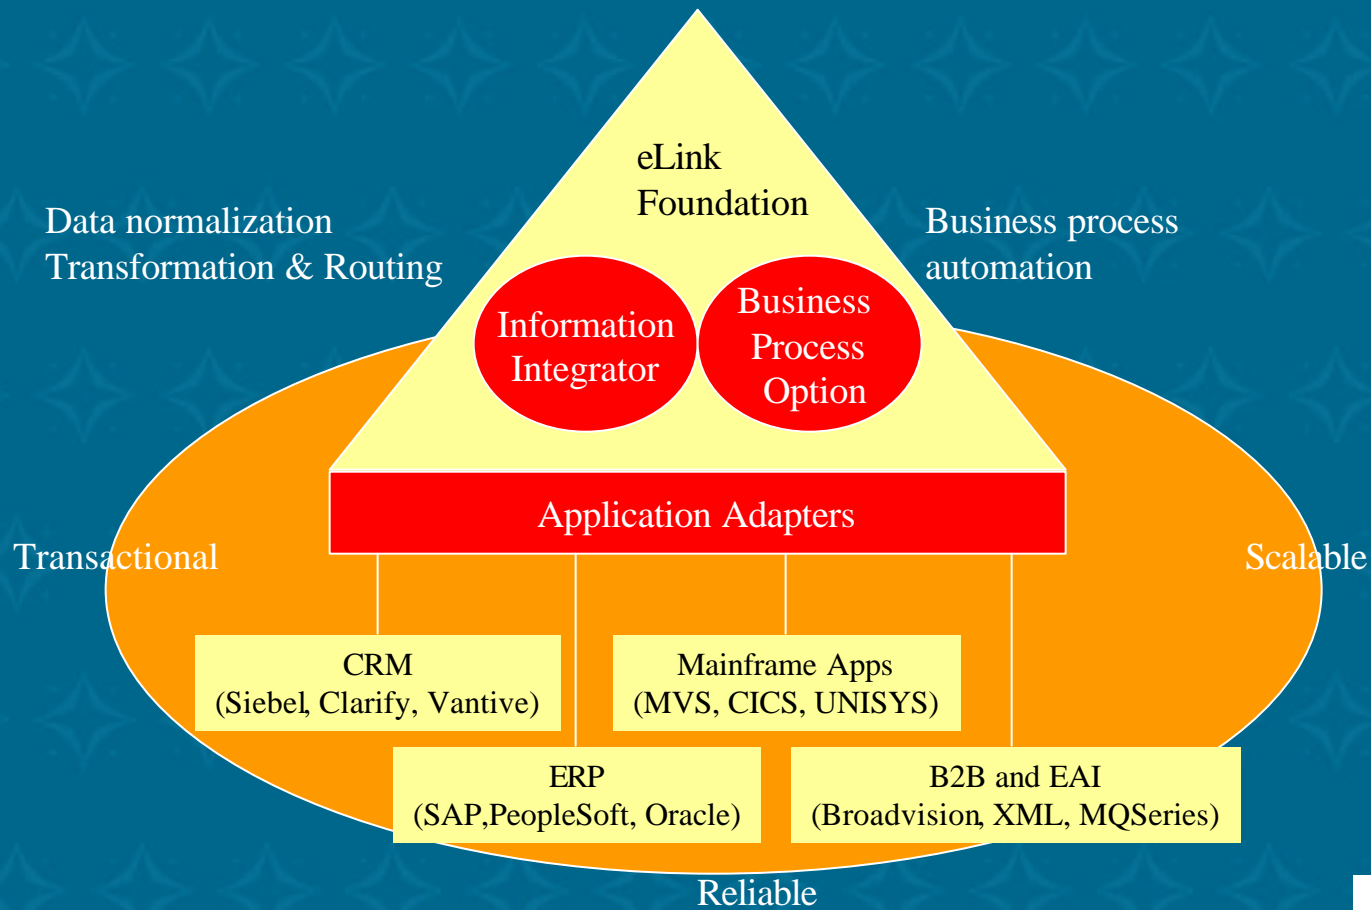 eLink
Foundation
Data normalization
Transformation & Routing
Business process
automation
Information
Integrator
Business
Process
Option
Application Adapters
Transactional
Scalable
CRM
(Siebel, Clarify, Vantive)
Mainframe Apps
(MVS, CICS, UNISYS)
ERP
(SAP,PeopleSoft, Oracle)
B2B and EAI
(Broadvision, XML, MQSeries)
Reliable